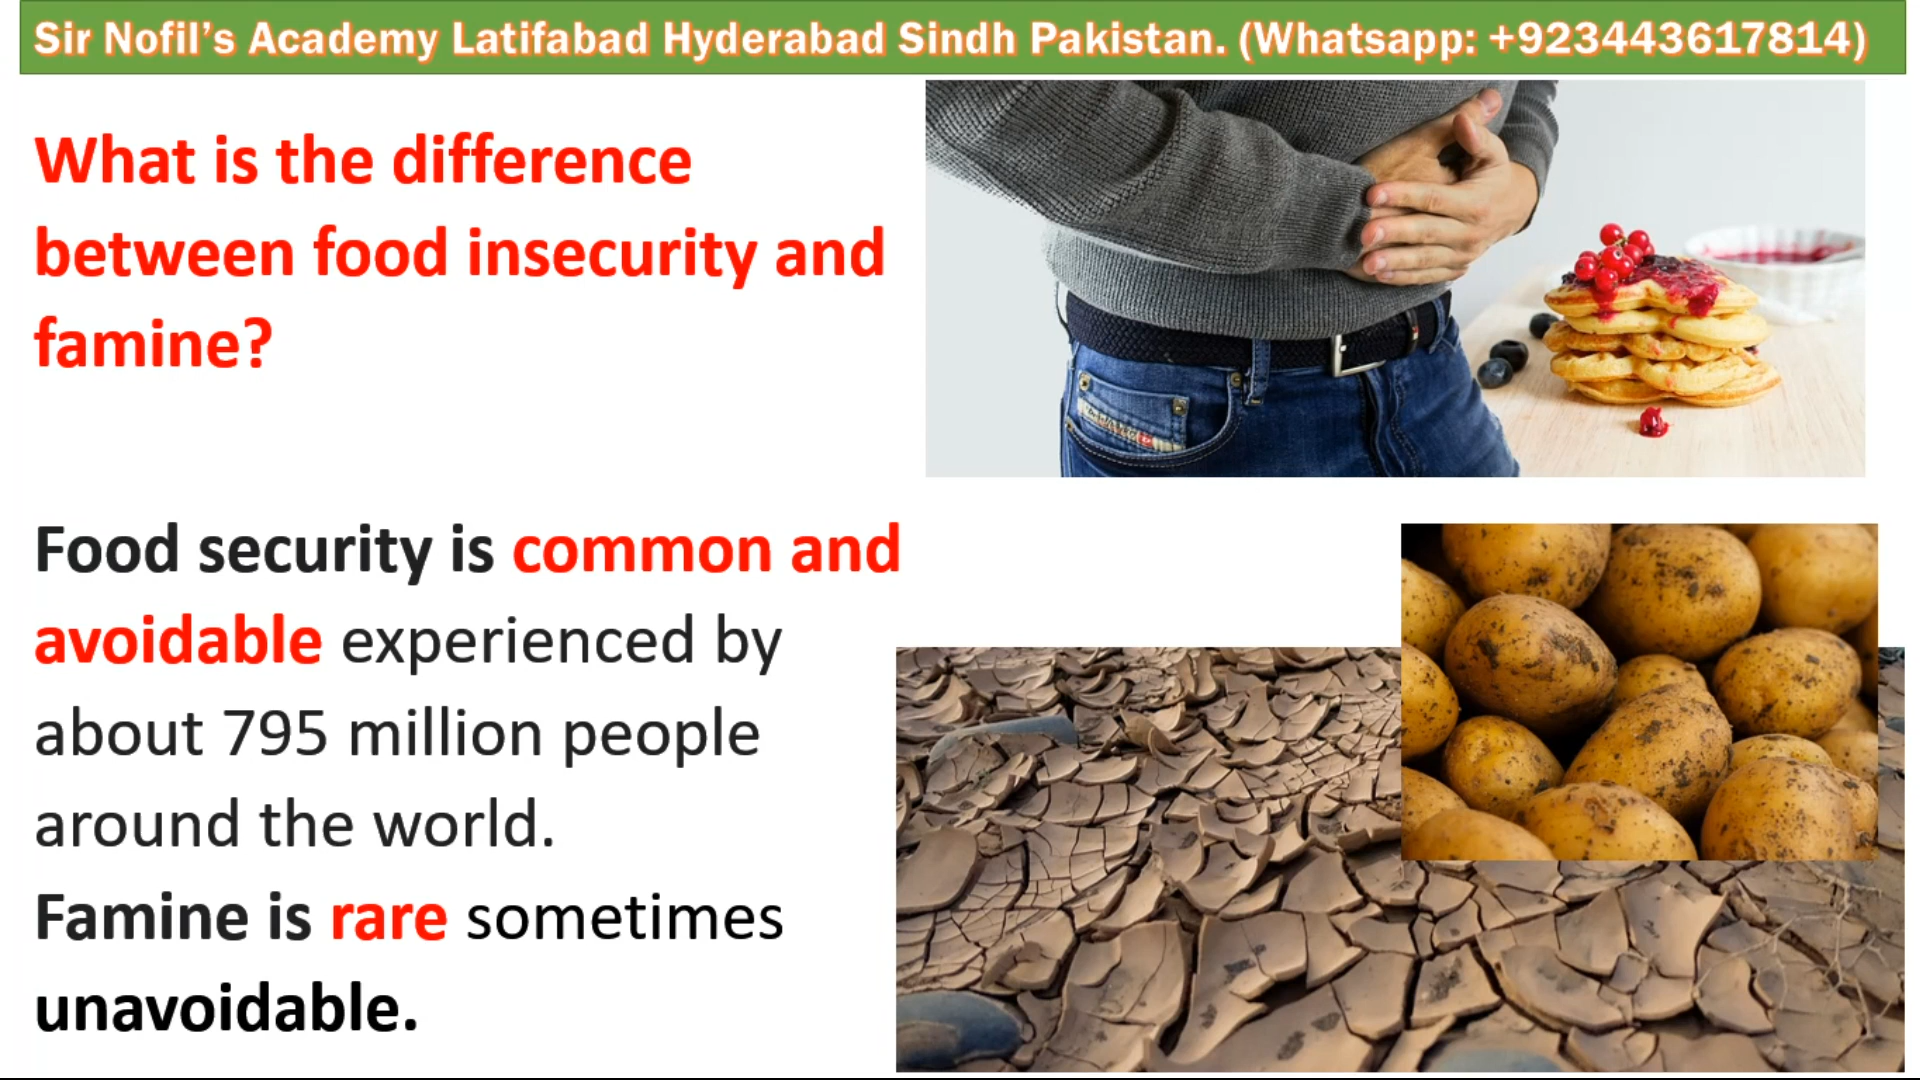 Sir Nofil’s Academy Latifabad Hyderabad Sindh Pakistan. (Whatsapp: +923443617814)
What is the difference
between food insecurity and
famine?
Food security is common and
avoidable experienced by
about 795 million people
around the world.
Famine is rare sometimes
unavoidable.